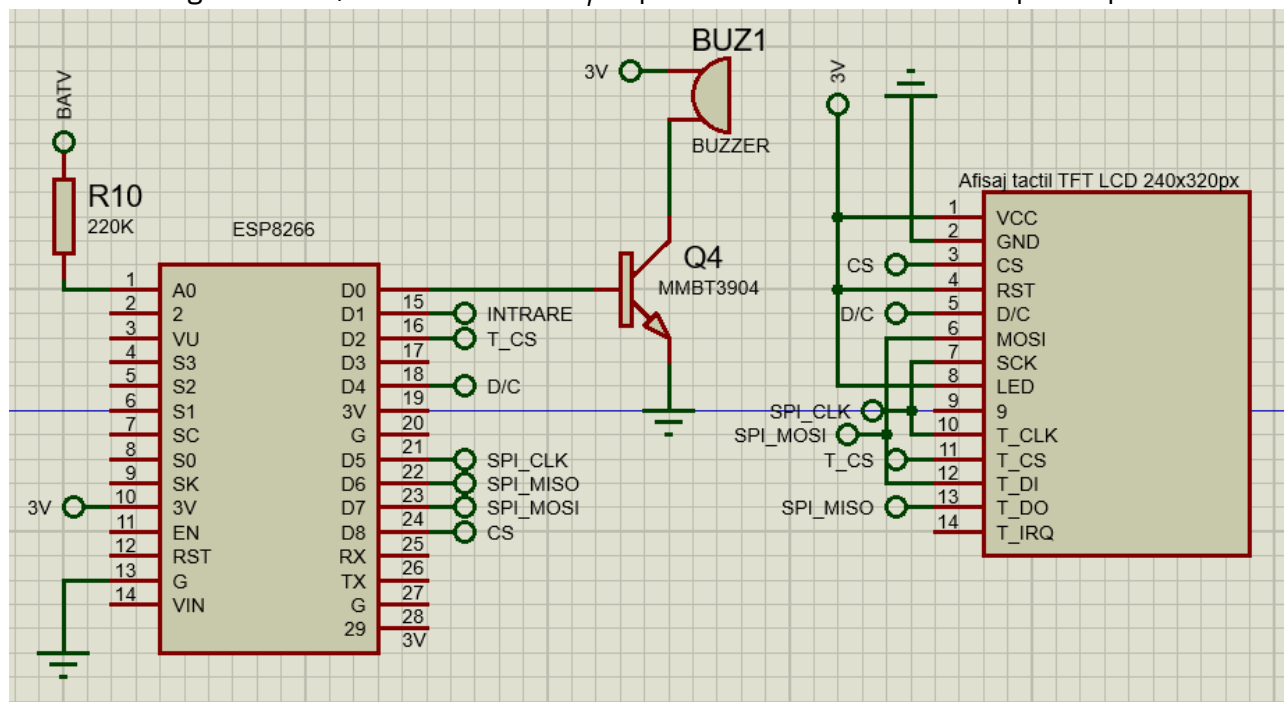 BUZ1
3V
BUZZER
BATV
R10
220K
3V
Q4
MMBT3904
ESP8266
1 A0
2 2
3 VU
4 S3
5 S2
6 S1
7 SC
8 S0
9 SK
3V 10 3V
11 EN
12 RST
13 G
14 VIN
D0 15
D1 16 INTRARE
D2 17 T_CS
D3 18
D4 19 D/C
3V 20
G 21
D5 22 SPI_CLK
D6 23 SPI_MISO
D7 24 SPI_MOSI
D8 25 CS
RX 26
TX 27
G 28
29 3V
Afisaj tactil TFT LCD 240x320px
1 VCC
2 GND
CS 3 CS
4 RST
D/C 5 D/C
6 MOSI
7 SCK
8 LED
SPI_CLK 9 9
SPI_MOSI 10 T_CLK
T_CS 11 T_CS
12 T_DI
SPI_MISO 13 T_DO
14 T_IRQ